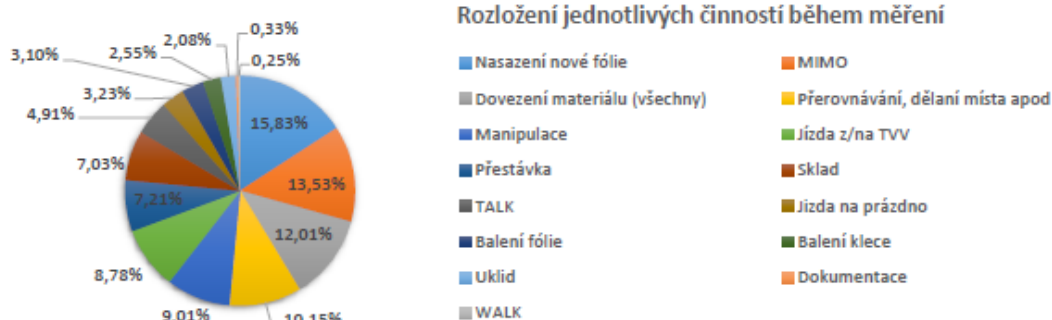 Rozložení jednotlivých činností během měření
0,33%
2,08%
2,55%
3,10%
0,25%
3,23%
4,91%
15,83%
7,03%
13,53%
7,21%
12,01%
8,78%
9,01%
10,15%
Nasazení nové fólie
MIMO
Dovezení materiálu (všechny)
Přerovnávání, dělaní místa apod
Manipulace
Jízda z/na TVV
Přestávka
Sklad
TALK
Jizda na prázdno
Balení fólie
Balení klece
Uklid
Dokumentace
WALK